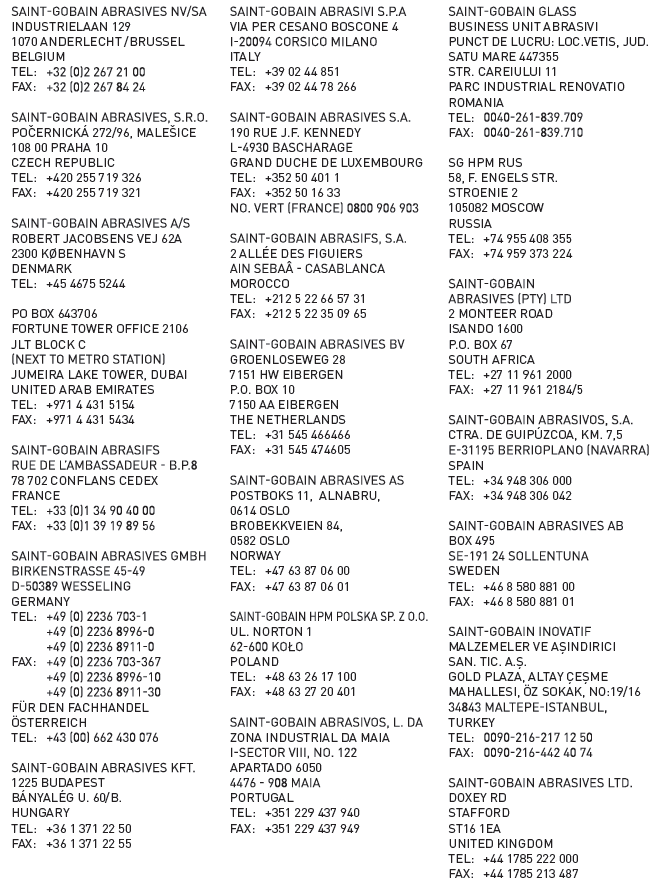 SAINT-GOBAIN ABRASIVES NV/SA
INDUSTRIELAAN 129
1070 ANDERLECHT/BRUSSEL
BELGIUM
TEL: +32 (0)2 267 21 00
FAX: +32 (0)2 267 84 24

SAINT-GOBAIN ABRASIVES, S.R.O.
POČERNICKÁ 272/96, MALEŠICE
108 00 PRAHA 10
CZECH REPUBLIC
TEL: +420 255 719 326
FAX: +420 255 719 321

SAINT-GOBAIN ABRASIVES A/S
ROBERT JACOBSENS VEJ 62A
2300 KØBENHAVN S
DENMARK
TEL: +45 4675 5244

PO BOX 643706
FORTUNE TOWER OFFICE 2106
JLT BLOCK C
(NEXT TO METRO STATION)
JUMEIRA LAKE TOWER, DUBAI
UNITED ARAB EMIRATES
TEL: +971 4 431 5154
FAX: +971 4 431 5434

SAINT-GOBAIN ABRASIFS
RUE DE L'AMBASSADEUR - B.P.8
78 702 CONFLANS CEDEX
FRANCE
TEL: +33 (0)1 34 90 40 00
FAX: +33 (0)1 39 19 89 56

SAINT-GOBAIN ABRASIVES GMBH
BIRKENSTRASSE 45-49
D-50389 WESSELING
GERMANY
TEL: +49 (0) 2236 703-1
+49 (0) 2236 8996-0
+49 (0) 2236 8911-0
FAX: +49 (0) 2236 703-367
+49 (0) 2236 8996-10
+49 (0) 2236 8911-30
FÜR DEN FACHHANDEL
ÖSTERREICH
TEL: +43 (00) 662 430 076

SAINT-GOBAIN ABRASIVES KFT.
1225 BUDAPEST
BÁNYALÉG U. 60/B.
HUNGARY
TEL: +36 1 371 22 50
FAX: +36 1 371 22 55

SAINT-GOBAIN ABRASIVI S.P.A
VIA PER CESANO BOSCONE 4
I-20094 CORSICO MILANO
ITALY
TEL: +39 02 44 851
FAX: +39 02 44 78 266

SAINT-GOBAIN ABRASIVES S.A.
190 RUE J.F. KENNEDY
L-4930 BASCHARAGE
GRAND DUCHE DE LUXEMBOURG
TEL: +352 50 401 1
FAX: +352 50 16 33
NO. VERT (FRANCE) 0800 906 903

SAINT-GOBAIN ABRASIFS, S.A.
2 ALLÉE DES FIGUIERS
AIN SEBAÂ - CASABLANCA
MOROCCO
TEL: +212 5 22 66 57 31
FAX: +212 5 22 35 09 65

SAINT-GOBAIN ABRASIVES BV
GROENLOSEWEG 28
7151 HW EIBERGEN
P.O. BOX 10
7150 AA EIBERGEN
THE NETHERLANDS
TEL: +31 545 466466
FAX: +31 545 474605

SAINT-GOBAIN ABRASIVES AS
POSTBOKS 11, ALNABRU,
0614 OSLO
BROBEKKVEIEN 84,
0582 OSLO
NORWAY
TEL: +47 63 87 06 00
FAX: +47 63 87 06 01

SAINT-GOBAIN HPM POLSKA SP. Z O.O.
UL. NORTON 1
62-600 KOŁO
POLAND
TEL: +48 63 26 17 100
FAX: +48 63 27 20 401

SAINT-GOBAIN ABRASIVOS, L. DA
ZONA INDUSTRIAL DA MAIA
I-SECTOR VIII, NO. 122
APARTADO 6050
4476 - 908 MAIA
PORTUGAL
TEL: +351 229 437 940
FAX: +351 229 437 949

SAINT-GOBAIN GLASS
BUSINESS UNIT ABRASIVI
PUNCT DE LUCRU: LOC.VETIS, JUD.
SATU MARE 447355
STR. CAREIULUI 11
PARC INDUSTRIAL RENOVATIO
ROMANIA
TEL: 0040-261-839.709
FAX: 0040-261-839.710

SG HPM RUS
58, F. ENGELS STR.
STROENIE 2
105082 MOSCOW
RUSSIA
TEL: +74 955 408 355
FAX: +74 959 373 224

SAINT-GOBAIN
ABRASIVES (PTY) LTD
2 MONTEER ROAD
ISANDO 1600
P.O. BOX 67
SOUTH AFRICA
TEL: +27 11 961 2000
FAX: +27 11 961 2184/5

SAINT-GOBAIN ABRASIVOS, S.A.
CTRA. DE GUIPÚZCOA, KM. 7,5
E-31195 BERRIOPLANO (NAVARRA)
SPAIN
TEL: +34 948 306 000
FAX: +34 948 306 042

SAINT-GOBAIN ABRASIVES AB
BOX 495
SE-191 24 SOLLENTUNA
SWEDEN
TEL: +46 8 580 881 00
FAX: +46 8 580 881 01

SAINT-GOBAIN INOVATIF
MALZEMELER VE AŞINDIRICI
SAN. TIC. A.Ş.
GOLD PLAZA, ALTAY ÇEŞME
MAHALLESI, ÖZ SOKAK, NO:19/16
34843 MALTEPE-ISTANBUL,
TURKEY
TEL: 0090-216-217 12 50
FAX: 0090-216-442 40 74

SAINT-GOBAIN ABRASIVES LTD.
DOXEY RD
STAFFORD
ST16 1EA
UNITED KINGDOM
TEL: +44 1785 222 000
FAX: +44 1785 213 487